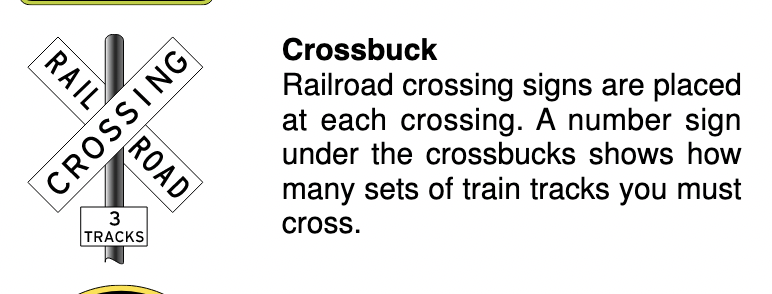 RAIL
CROSSING
ROAD
3
TRACKS
Crossbuck
Railroad crossing signs are placed
at each crossing. A number sign
under the crossbucks shows how
many sets of train tracks you must
cross.